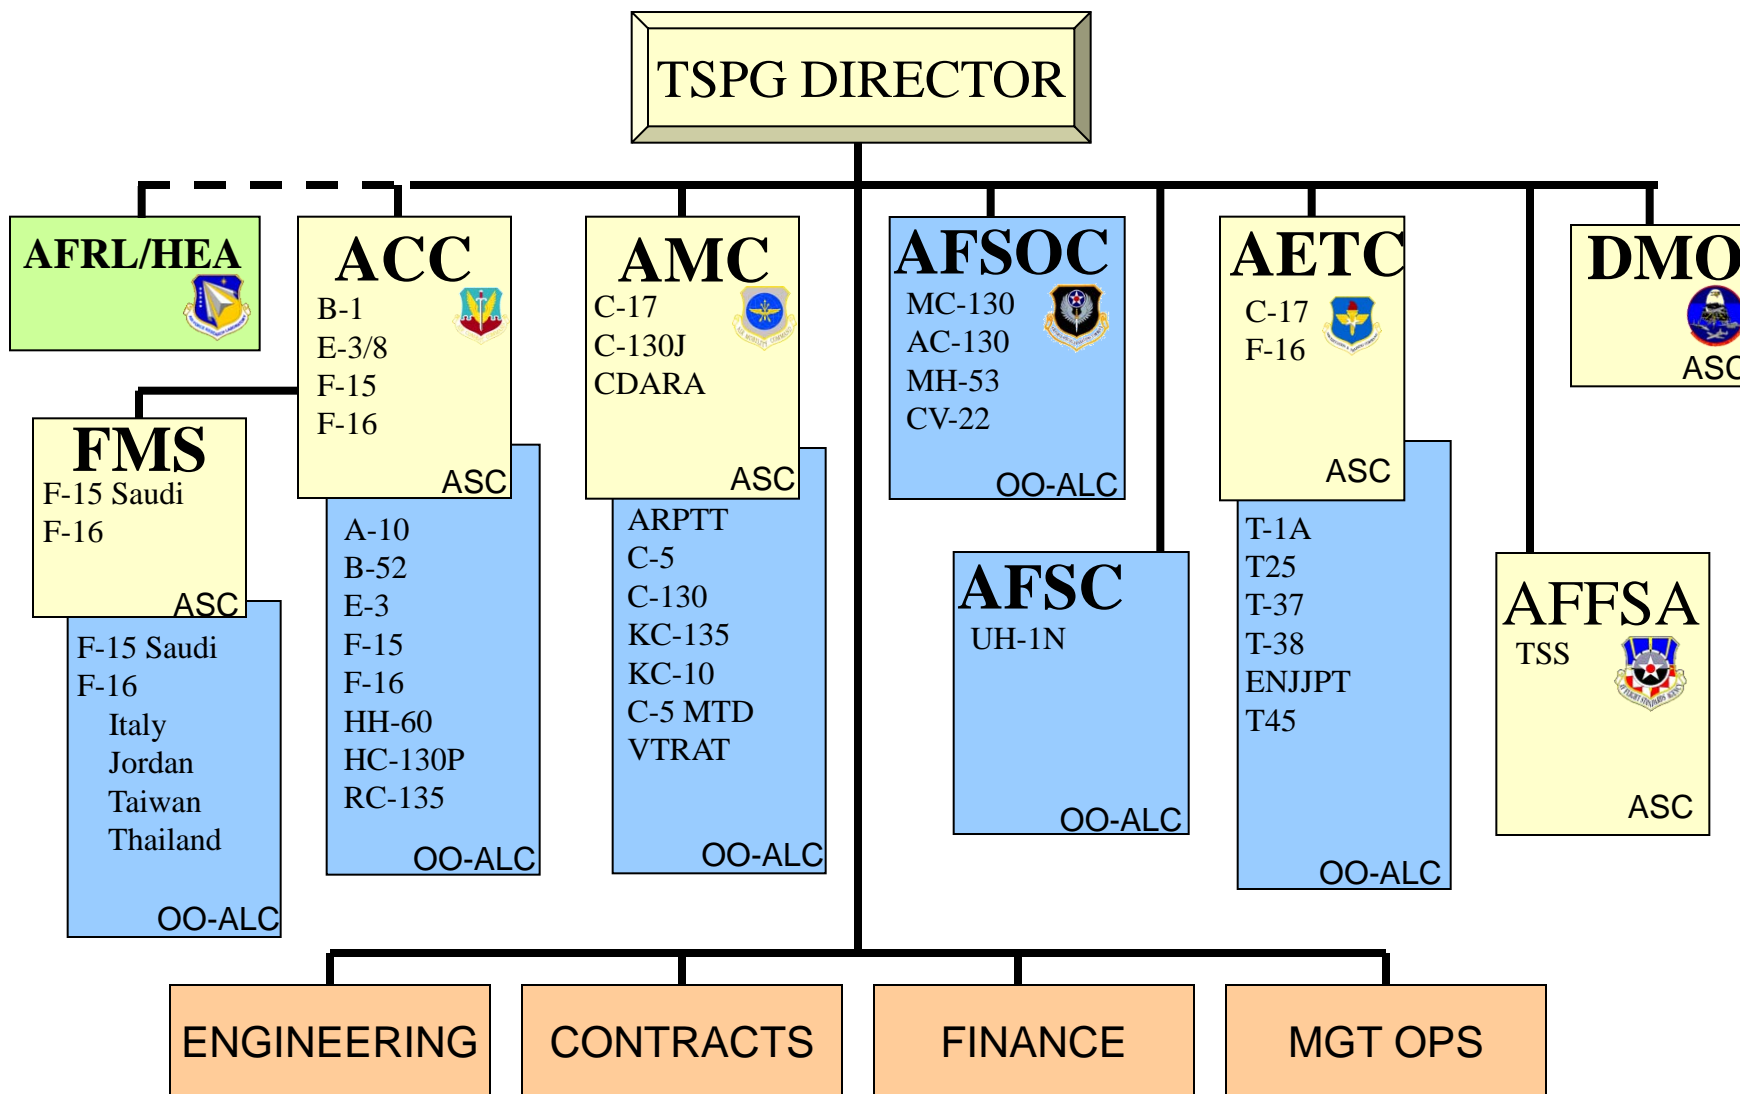 TSPG DIRECTOR
AFRL/HEA
ACC
B-1
E-3/8
F-15
F-16
ASC
A-10
B-52
E-3
F-15
F-16
HH-60
HC-130P
RC-135
OO-ALC
FMS
F-15 Saudi
F-16
ASC
F-15 Saudi
F-16
Italy
Jordan
Taiwan
Thailand
OO-ALC
AMC
C-17
C-130J
CDARA
ASC
ARPTT
C-5
C-130
KC-135
KC-10
C-5 MTD
VTRAT
OO-ALC
AFSOC
MC-130
AC-130
MH-53
CV-22
OO-ALC
AFSC
UH-1N
OO-ALC
AETC
C-17
F-16
ASC
T-1A
T25
T-37
T-38
ENJJPT
T45
OO-ALC
AFFSA
TSS
ASC
DMO
ASC
ENGINEERING
CONTRACTS
FINANCE
MGT OPS